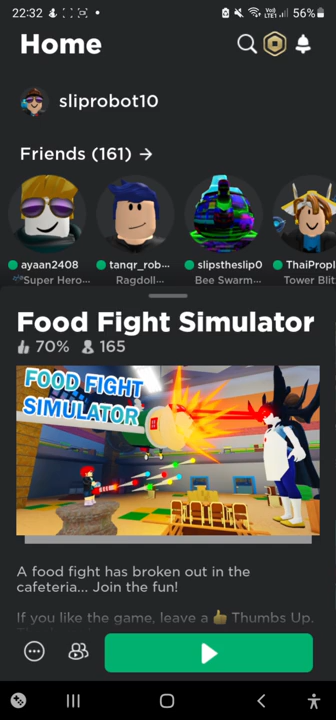 22:32
56%
Home
sliprobot10
Friends (161) →
ayaan2408
tanqr_rob...
slipstheslip0
ThaiPropl
Super Hero...
Ragdoll...
Bee Swarm...
Tower Blit
Food Fight Simulator
70% 165
FOOD FIGHT
SIMULATOR
A food fight has broken out in the
cafeteria... Join the fun!
If you like the game, leave a 👍 Thumbs Up.